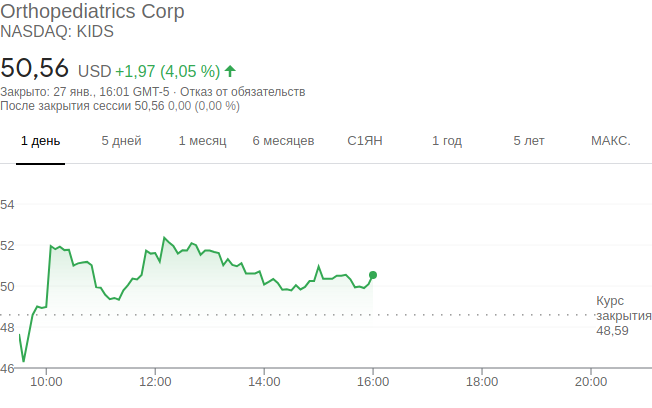 Orthopediatrics Corp
NASDAQ: KIDS
50,56 USD +1,97 (4,05 %)
Закрыто: 27 янв., 16:01 GMT-5 · Отказ от обязательств
После закрытия сессии 50,56 0,00 (0,00 %)
1 день 5 дней 1 месяц 6 месяцев С1ЯН 1 год 5 лет МАКС.
54
52
50
Курс
закрытия
48
48,59
46
10:00 12:00 14:00 16:00 18:00 20:00